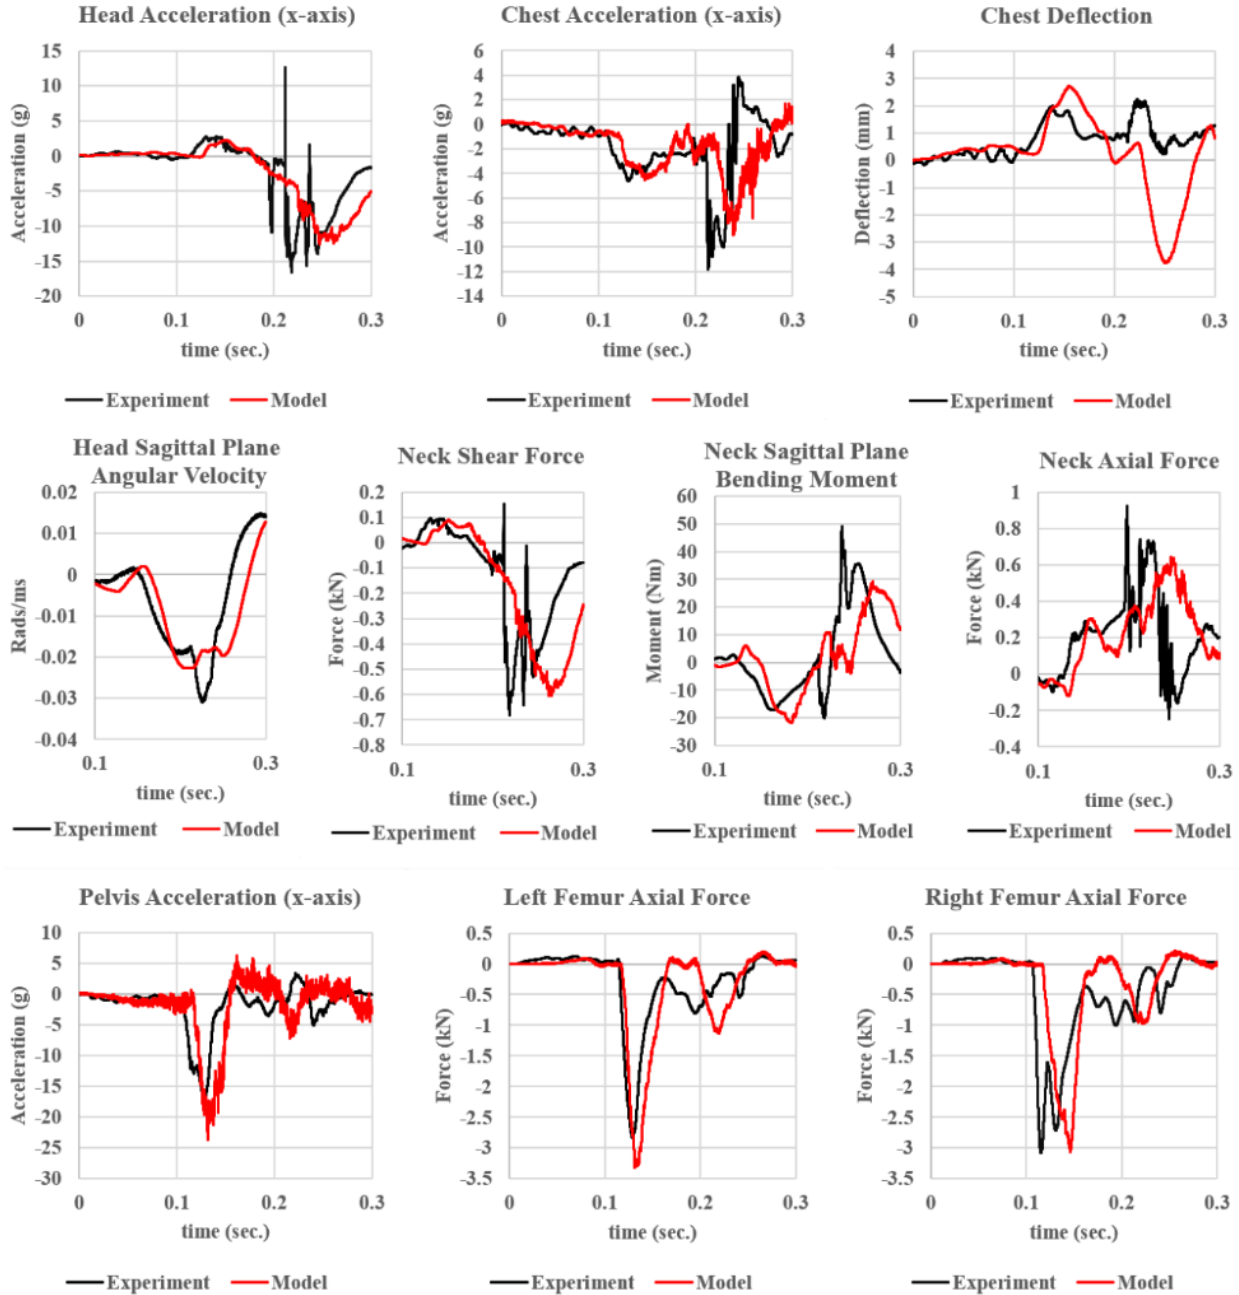 Head Acceleration (x-axis)
Acceleration (g)
15
10
5
0
-5
-10
-15
-20
0
0.1
0.2
0.3
time (sec.)
Experiment
Model
Chest Acceleration (x-axis)
Acceleration (g)
6
4
2
0
-2
-4
-6
-8
-10
-12
-14
0
0.1
0.2
0.3
time (sec.)
Experiment
Model
Chest Deflection
Deflection (mm)
4
3
2
1
0
-1
-2
-3
-4
-5
0
0.1
0.2
0.3
time (sec.)
Experiment
Model
Head Sagittal Plane
Angular Velocity
Rads/ms
0.02
0.01
0
-0.01
-0.02
-0.03
-0.04
0.1
0.3
time (sec.)
Experiment
Model
Neck Shear Force
Force (kN)
0.2
0.1
0
-0.1
-0.2
-0.3
-0.4
-0.5
-0.6
-0.7
-0.8
0.1
0.3
time (sec.)
Experiment
Model
Neck Sagittal Plane
Bending Moment
Moment (Nm)
60
50
40
30
20
10
0
-10
-20
-30
0.1
0.3
time (sec.)
Experiment
Model
Neck Axial Force
Force (kN)
1
0.8
0.6
0.4
0.2
0
-0.2
-0.4
0.1
0.3
time (sec.)
Experiment
Model
Pelvis Acceleration (x-axis)
Acceleration (g)
10
5
0
-5
-10
-15
-20
-25
-30
0
0.1
0.2
0.3
time (sec.)
Experiment
Model
Left Femur Axial Force
Force (kN)
0.5
0
-0.5
-1
-1.5
-2
-2.5
-3
-3.5
0
0.1
0.2
0.3
time (sec.)
Experiment
Model
Right Femur Axial Force
Force (kN)
0.5
0
-0.5
-1
-1.5
-2
-2.5
-3
-3.5
0
0.1
0.2
0.3
time (sec.)
Experiment
Model